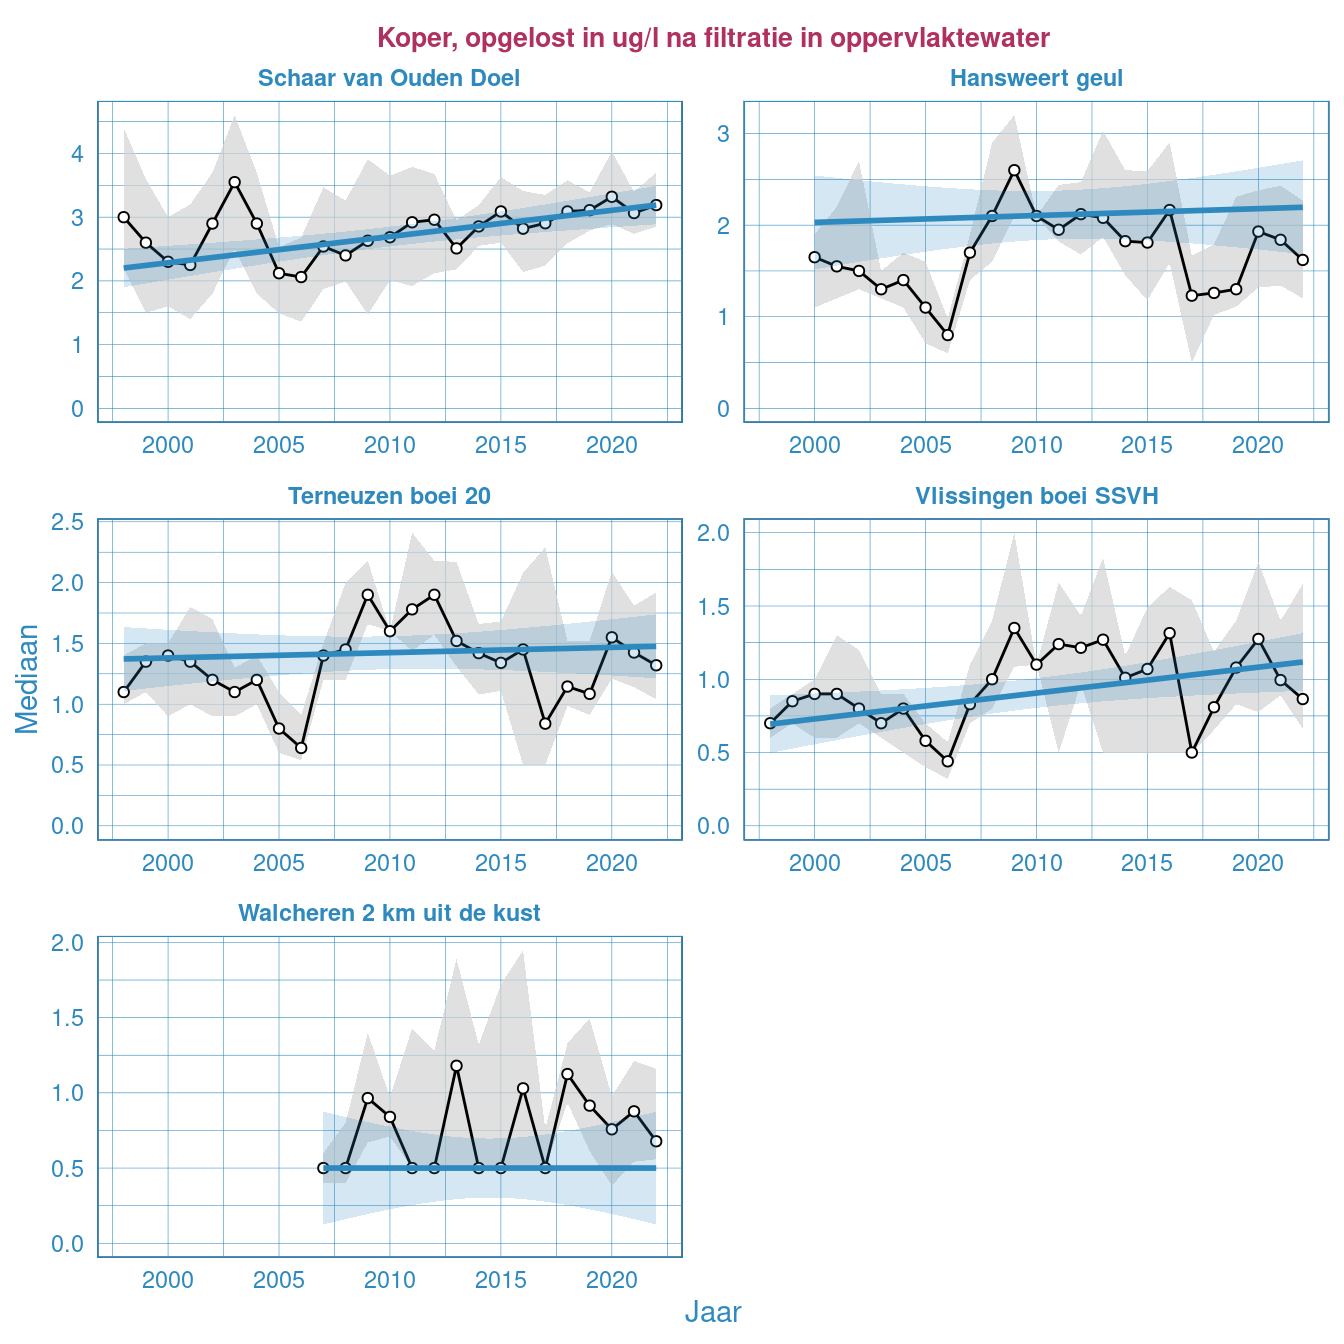 Koper, opgelost in ug/l na filtratie in oppervlaktewater
Schaar van Ouden Doel
Hansweert geul
4
3
2
1
0
2000 2005 2010 2015 2020
3
2
1
0
2000 2005 2010 2015 2020
Terneuzen boei 20
Vlissingen boei SSVH
Mediaan
2.5
2.0
1.5
1.0
0.5
0.0
2000 2005 2010 2015 2020
2.0
1.5
1.0
0.5
0.0
2000 2005 2010 2015 2020
Walcheren 2 km uit de kust
2.0
1.5
1.0
0.5
0.0
2000 2005 2010 2015 2020
Jaar